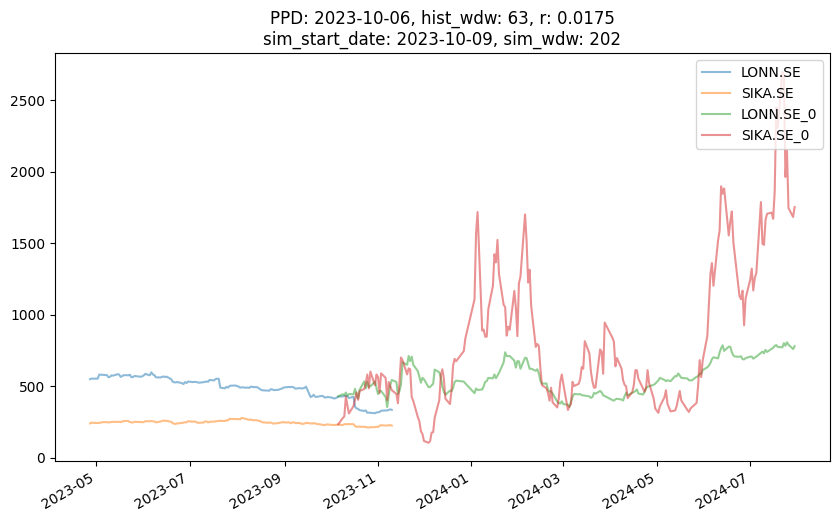 PPD: 2023-10-06, hist_wdw: 63, r: 0.0175
sim_start_date: 2023-10-09, sim_wdw: 202
LONN.SE
SIKA.SE
LONN.SE_0
SIKA.SE_0
2500
2000
1500
1000
500
0
2023-05
2023-07
2023-09
2023-11
2024-01
2024-03
2024-05
2024-07